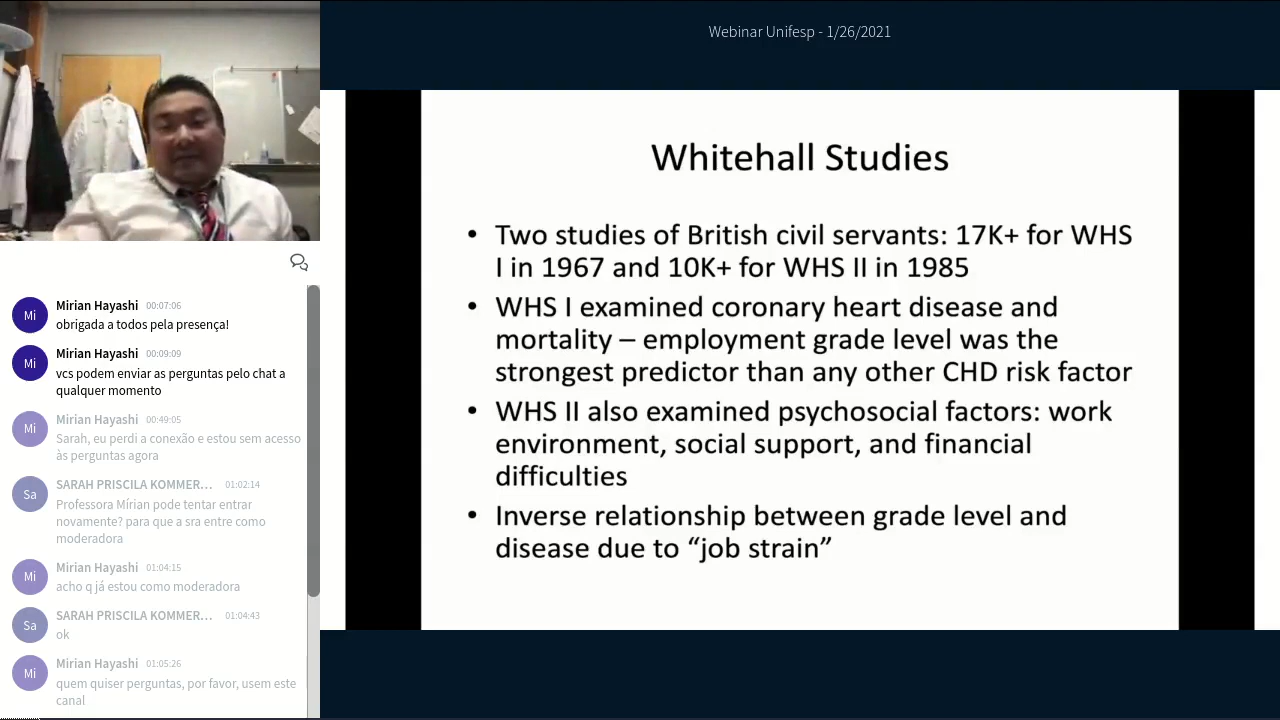 Webinar Unifesp - 1/26/2021
Whitehall Studies
• Two studies of British civil servants: 17K+ for WHS
I in 1967 and 10K+ for WHS II in 1985
• WHS I examined coronary heart disease and
mortality – employment grade level was the
strongest predictor than any other CHD risk factor
• WHS II also examined psychosocial factors: work
environment, social support, and financial
difficulties
• Inverse relationship between grade level and
disease due to “job strain”
Mi
Mirian Hayashi 00:07:06
obrigada a todos pela presença!
Mi
Mirian Hayashi 00:09:09
vcs podem enviar as perguntas pelo chat a
qualquer momento
Mi
Mirian Hayashi 00:49:05
Sarah, eu perdi a conexão e estou sem acesso
às perguntas agora
Sa
SARAH PRISCILA KOMMER... 01:02:14
Professora Mírian pode tentar entrar
novamente? para que a sra entre como
moderadora
Mi
Mirian Hayashi 01:04:15
acho q já estou como moderadora
Sa
SARAH PRISCILA KOMMER... 01:04:43
ok
Mi
Mirian Hayashi 01:05:26
quem quiser perguntas, por favor, usem este
canal